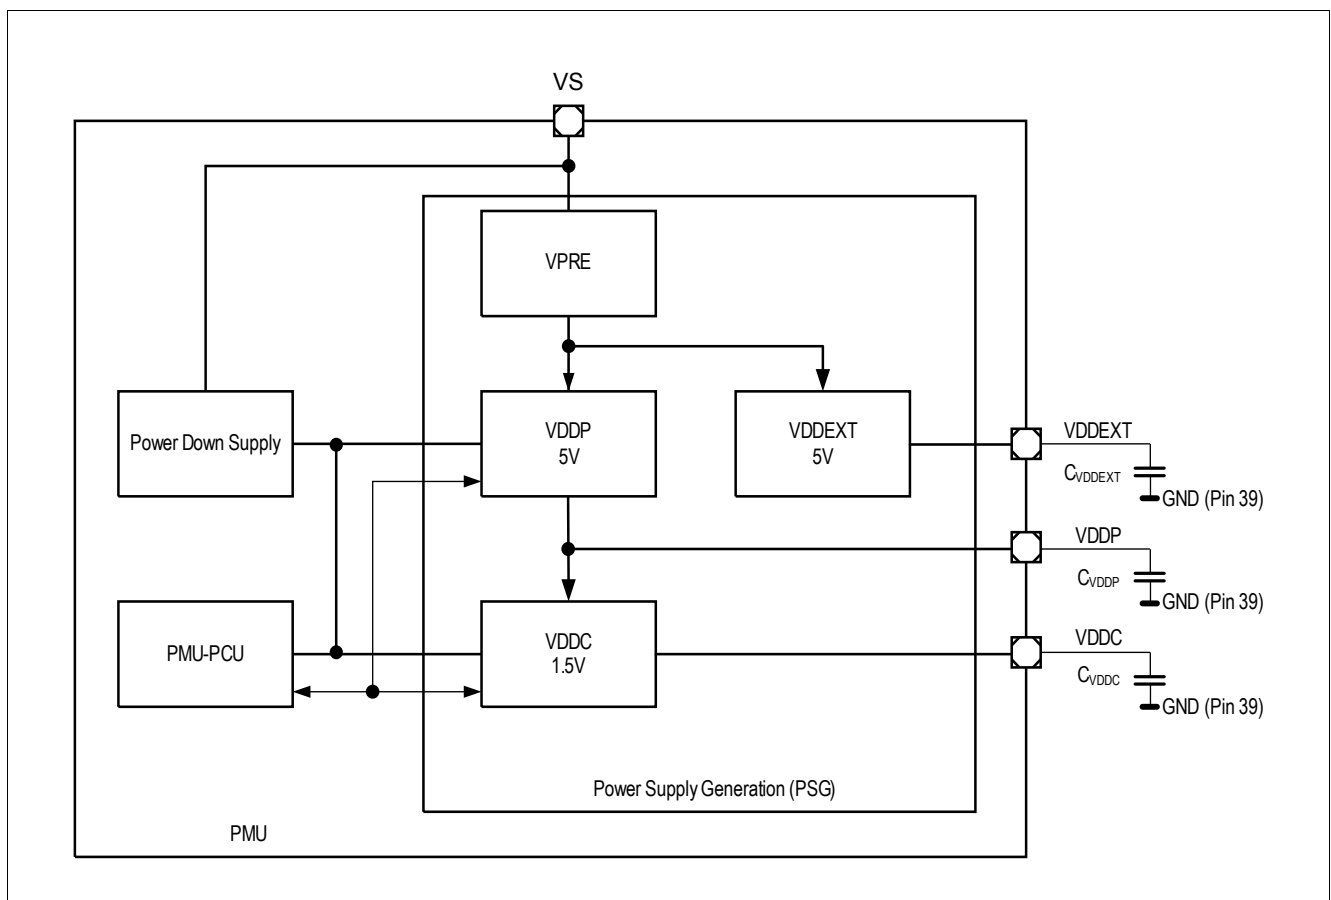 VS
VPRE
Power Down Supply
VDDP
5V
VDDEXT
5V
VDDEXT
CVDDEXT
GND (Pin 39)
VDDP
CVDDP
GND (Pin 39)
PMU-PCU
VDDC
1.5V
VDDC
CVDDC
GND (Pin 39)
Power Supply Generation (PSG)
PMU